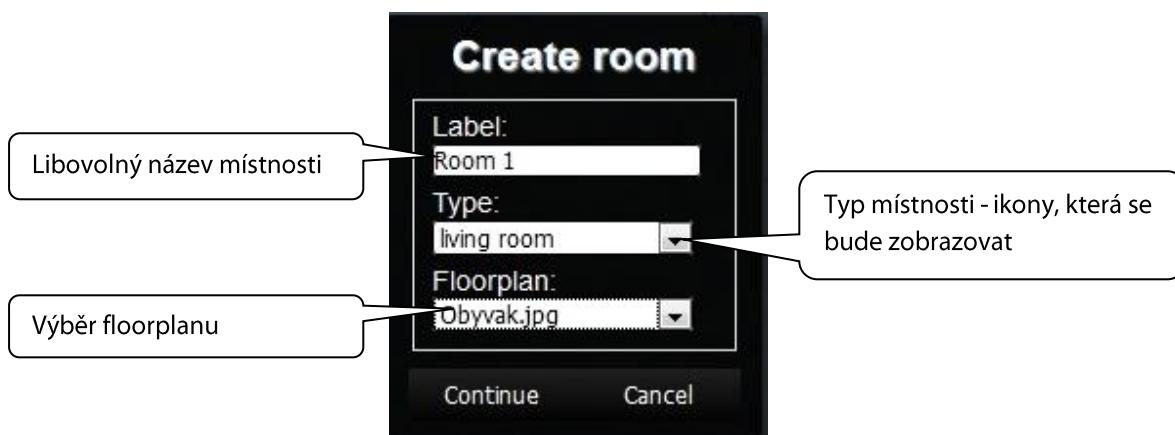 Create room
Label:
Libovolný název místnosti
Room 1
Type:
living room
Typ místnosti - ikony, která se
bude zobrazovat
Floorplan:
Výběr floorplanu
Obyvak.jpg
Continue
Cancel